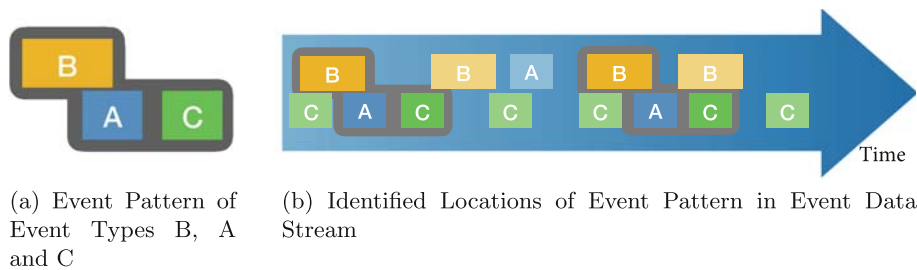 B
A C
B B A B B
C A C C C A C C
Time
(a) Event Pattern of
Event Types B, A
and C
(b) Identified Locations of Event Pattern in Event Data
Stream